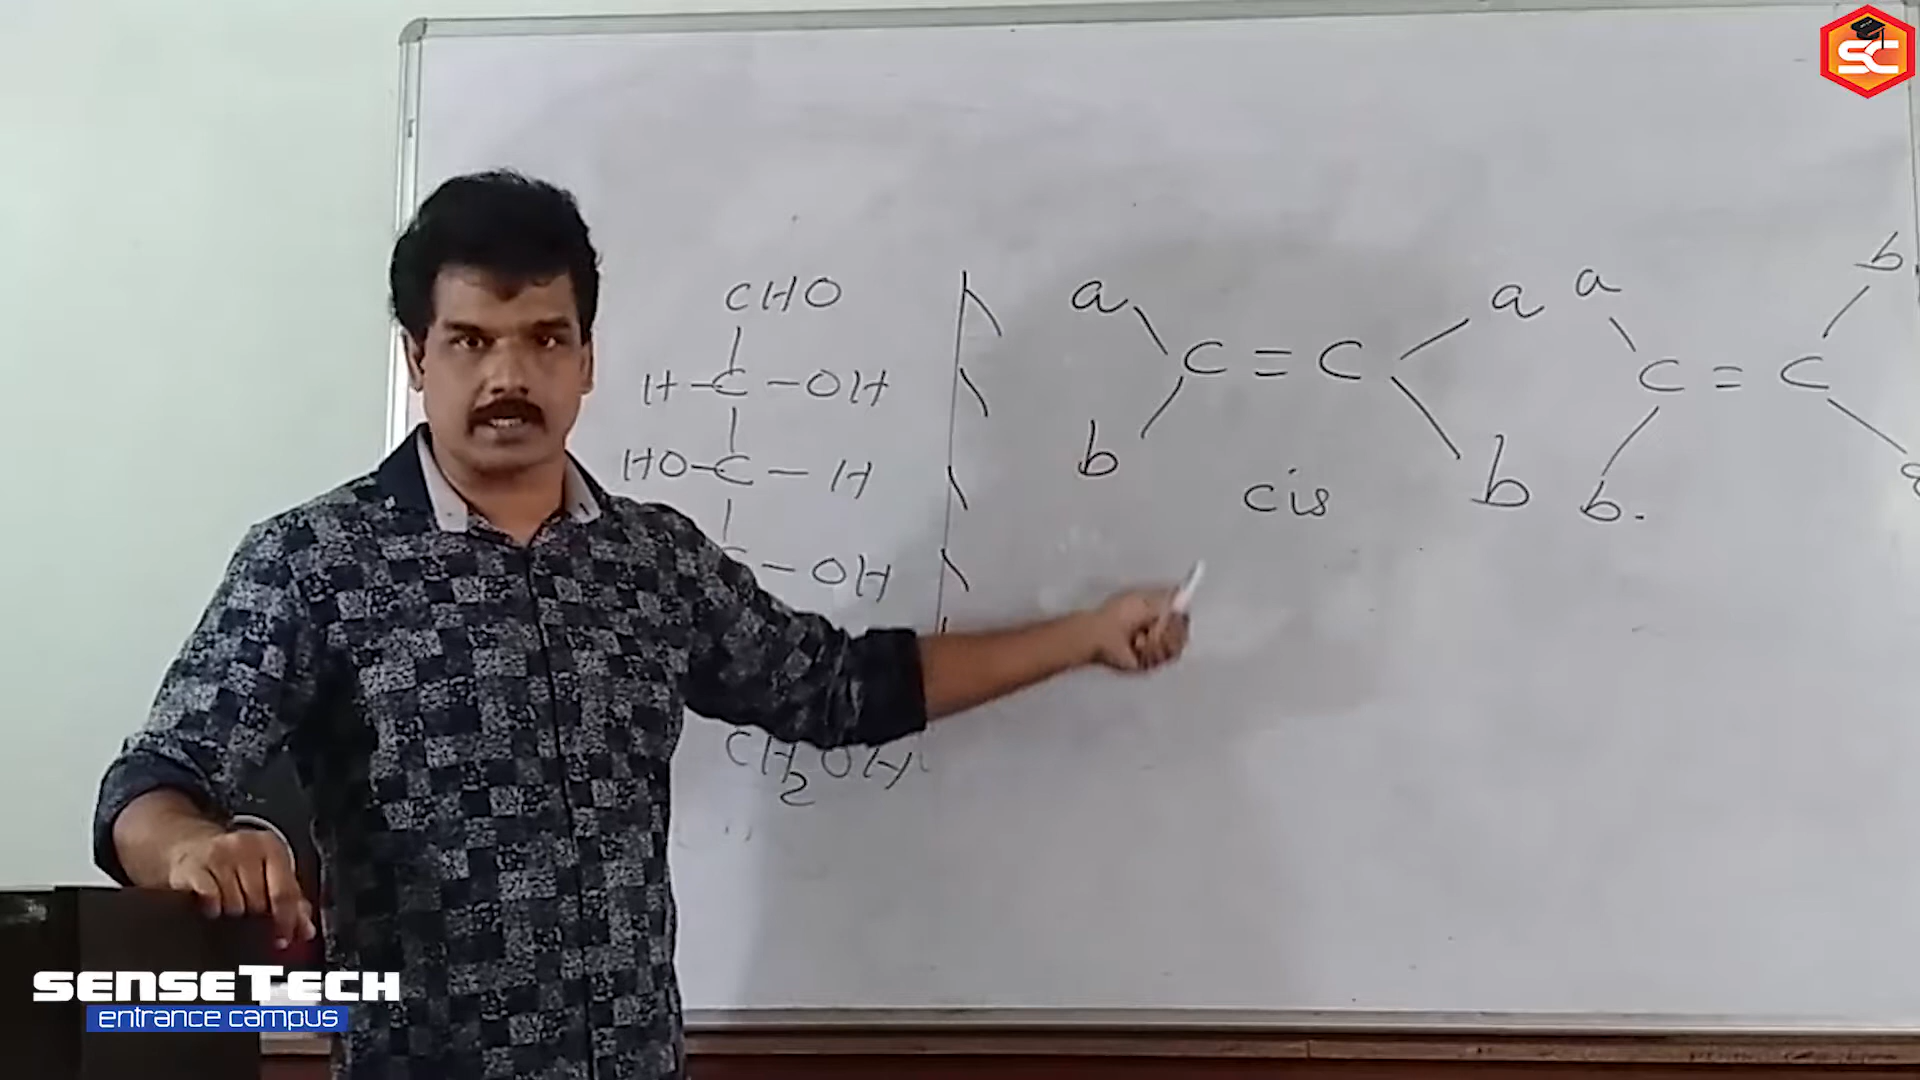 SC
CHO
H-C-OH
HO-C-H
-OH
CH2OH
a a
C=C
b b
cis
a b.
C=C
b.
SENSETECH
entrance campus